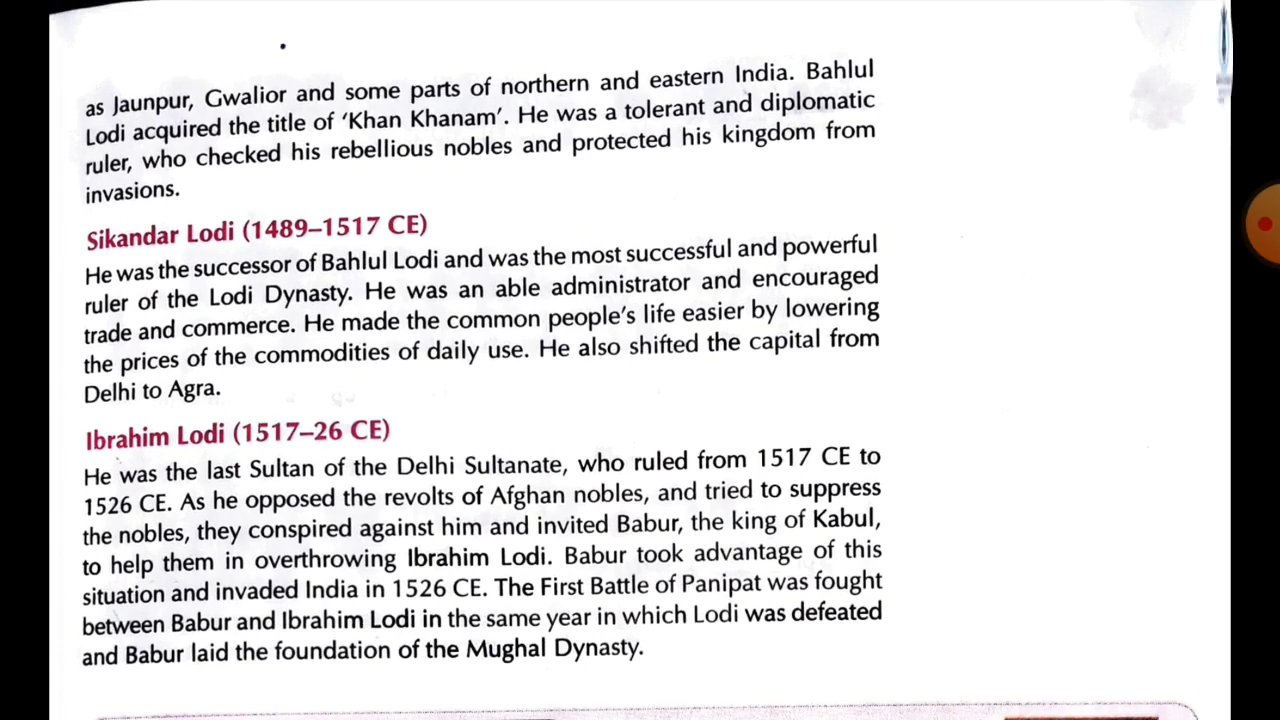 as Jaunpur, Gwalior and some parts of northern and eastern India. Bahlul
Lodi acquired the title of ‘Khan Khanam’. He was a tolerant and diplomatic
ruler, who checked his rebellious nobles and protected his kingdom from
invasions.
Sikandar Lodi (1489–1517 CE)
He was the successor of Bahlul Lodi and was the most successful and powerful
ruler of the Lodi Dynasty. He was an able administrator and encouraged
trade and commerce. He made the common people’s life easier by lowering
the prices of the commodities of daily use. He also shifted the capital from
Delhi to Agra.
Ibrahim Lodi (1517–26 CE)
He was the last Sultan of the Delhi Sultanate, who ruled from 1517 CE to
1526 CE. As he opposed the revolts of Afghan nobles, and tried to suppress
the nobles, they conspired against him and invited Babur, the king of Kabul,
to help them in overthrowing Ibrahim Lodi. Babur took advantage of this
situation and invaded India in 1526 CE. The First Battle of Panipat was fought
between Babur and Ibrahim Lodi in the same year in which Lodi was defeated
and Babur laid the foundation of the Mughal Dynasty.